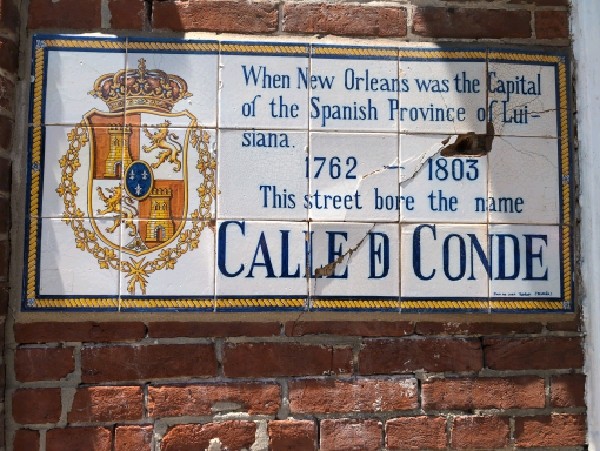 When New Orleans was the Capital
of the Spanish Province of Lui-
siana.
1762 - 1803
This street bore the name
CALLE D CONDE